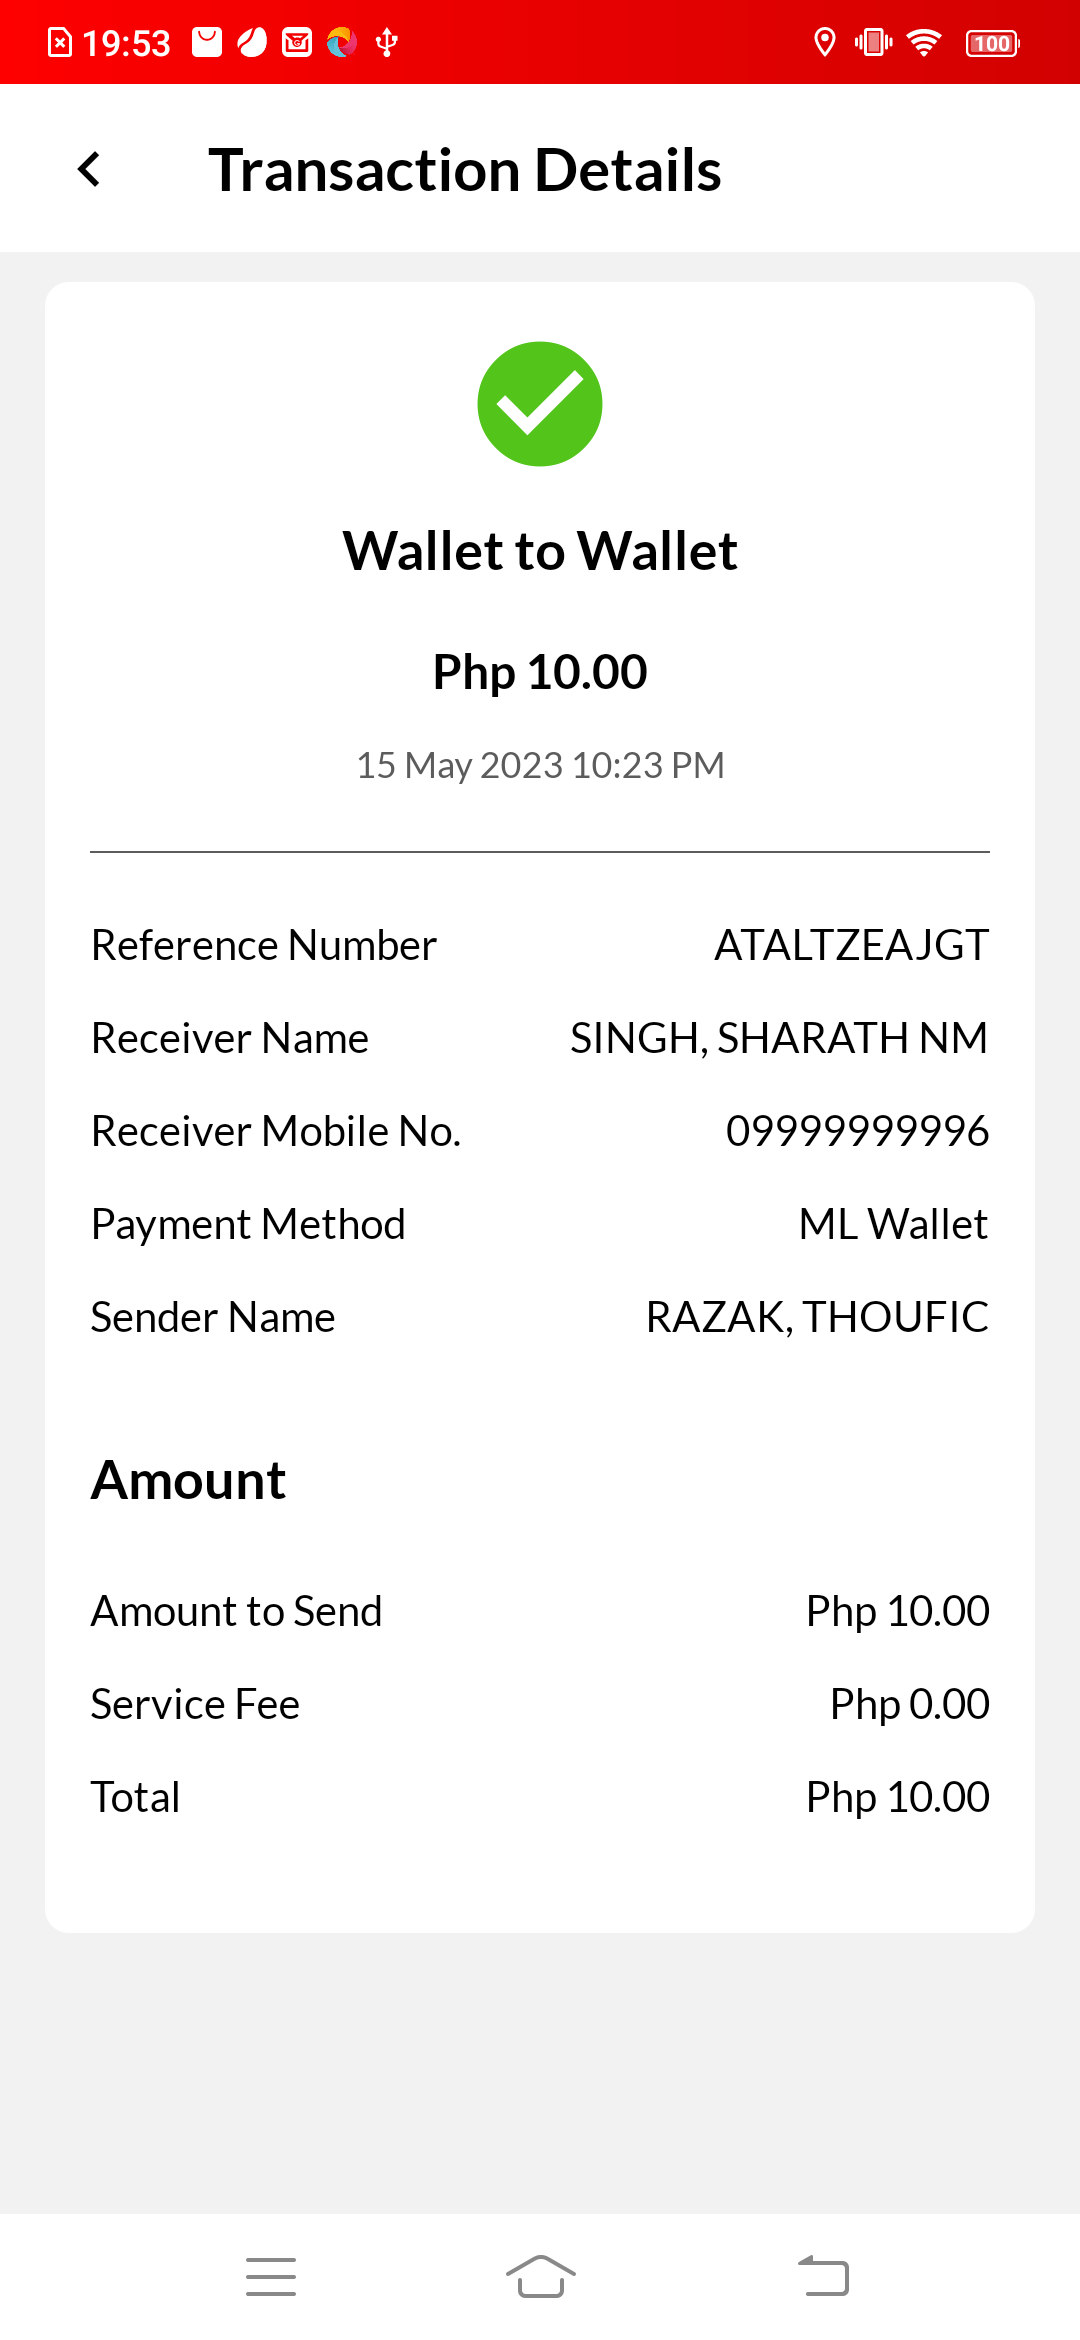 19:53
100
Transaction Details
Wallet to Wallet
Php 10.00
15 May 2023 10:23 PM
Reference Number ATALTZEAJGT
Receiver Name SINGH, SHARATH NM
Receiver Mobile No. 09999999996
Payment Method ML Wallet
Sender Name RAZAK, THOUFIC
Amount
Amount to Send Php 10.00
Service Fee Php 0.00
Total Php 10.00